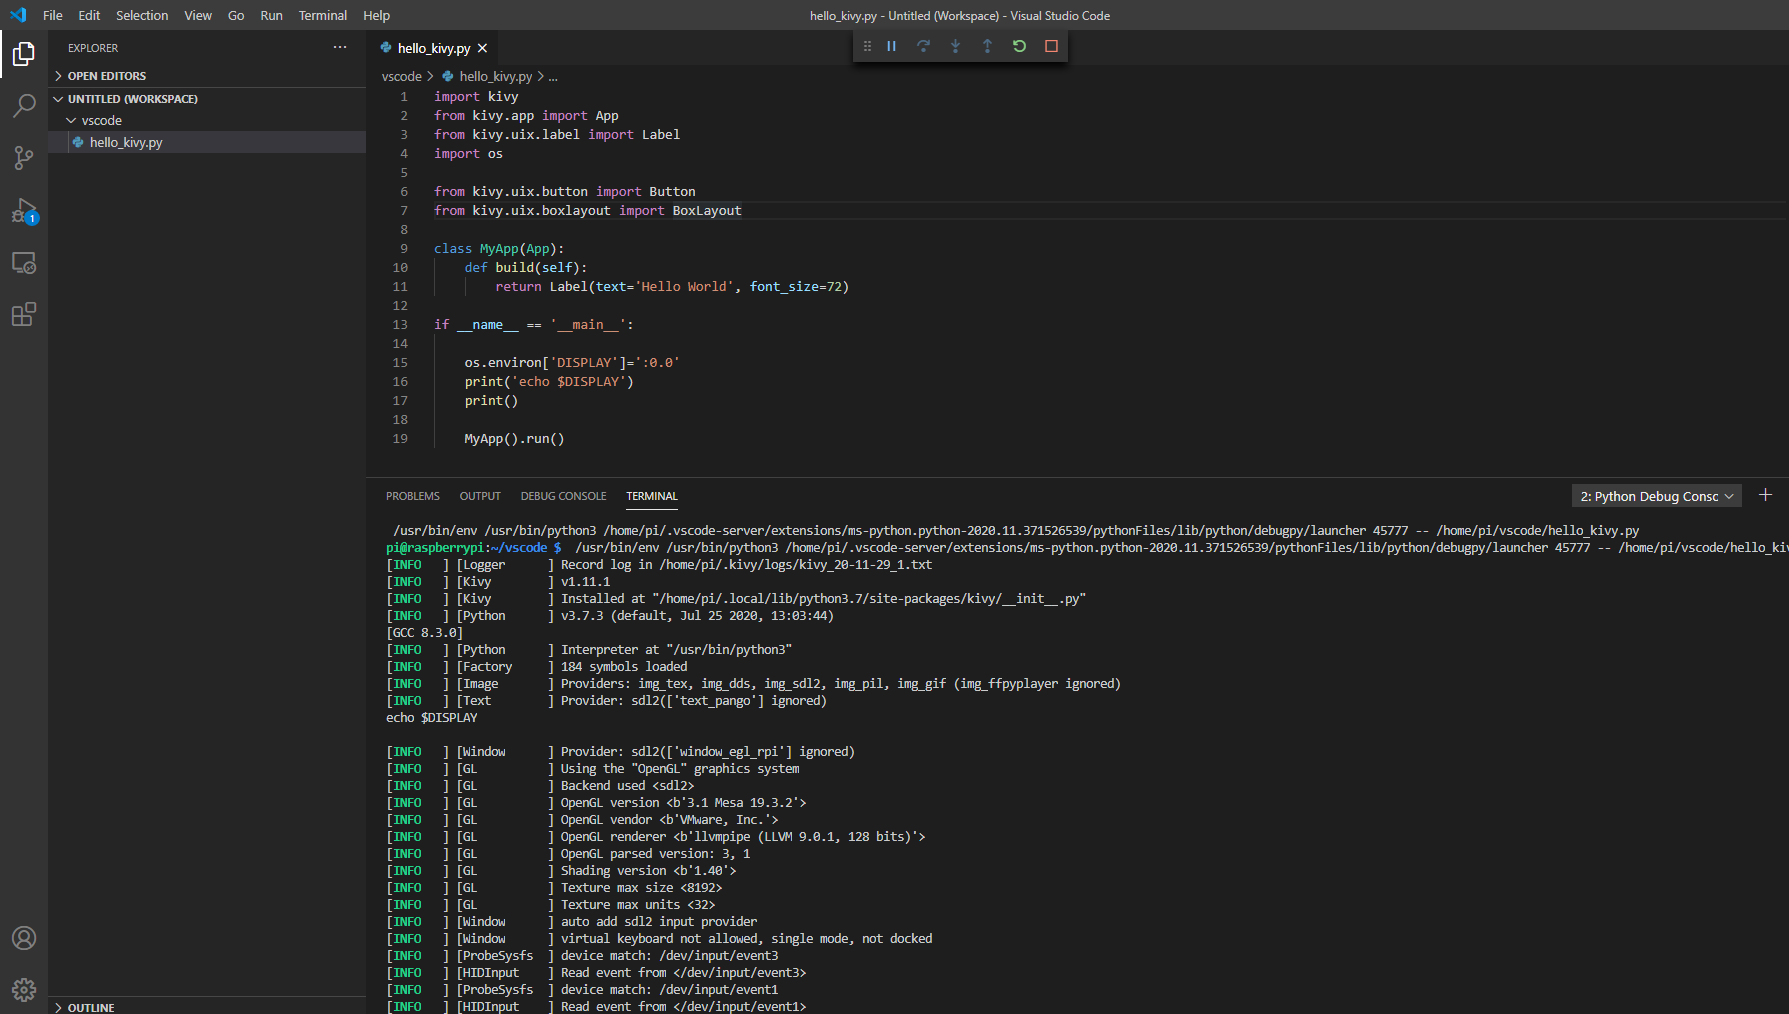 File Edit Selection View Go Run Terminal Help
hello_kivy.py - Untitled (Workspace) - Visual Studio Code
EXPLORER
OPEN EDITORS
UNTITLED (WORKSPACE)
vscode
hello_kivy.py
1
OUTLINE
hello_kivy.py
vscode > hello_kivy.py > ...
1 import kivy
2 from kivy.app import App
3 from kivy.uix.label import Label
4 import os
5
6 from kivy.uix.button import Button
7 from kivy.uix.boxlayout import BoxLayout
8
9 class MyApp(App):
10 def build(self):
11 return Label(text='Hello World', font_size=72)
12
13 if __name__ == '__main__':
14
15 os.environ['DISPLAY']=':0.0'
16 print('echo $DISPLAY')
17 print()
18
19 MyApp().run()
PROBLEMS OUTPUT DEBUG CONSOLE TERMINAL
2: Python Debug Consc
/usr/bin/env /usr/bin/python3 /home/pi/.vscode-server/extensions/ms-python.python-2020.11.371526539/pythonFiles/lib/python/debugpy/launcher 45777 -- /home/pi/vscode/hello_kivy.py
pi@raspberrypi:~/vscode $ /usr/bin/env /usr/bin/python3 /home/pi/.vscode-server/extensions/ms-python.python-2020.11.371526539/pythonFiles/lib/python/debugpy/launcher 45777 -- /home/pi/vscode/hello_kiv
[INFO ] [Logger ] Record log in /home/pi/.kivy/logs/kivy_20-11-29_1.txt
[INFO ] [Kivy ] v1.11.1
[INFO ] [Kivy ] Installed at "/home/pi/.local/lib/python3.7/site-packages/kivy/__init__.py"
[INFO ] [Python ] v3.7.3 (default, Jul 25 2020, 13:03:44)
[GCC 8.3.0]
[INFO ] [Python ] Interpreter at "/usr/bin/python3"
[INFO ] [Factory ] 184 symbols loaded
[INFO ] [Image ] Providers: img_tex, img_dds, img_sdl2, img_pil, img_gif (img_ffpyplayer ignored)
[INFO ] [Text ] Provider: sdl2(['text_pango'] ignored)
echo $DISPLAY
[INFO ] [Window ] Provider: sdl2(['window_egl_rpi'] ignored)
[INFO ] [GL ] Using the "OpenGL" graphics system
[INFO ] [GL ] Backend used <sdl2>
[INFO ] [GL ] OpenGL version <b'3.1 Mesa 19.3.2'>
[INFO ] [GL ] OpenGL vendor <b'VMware, Inc.'>
[INFO ] [GL ] OpenGL renderer <b'llvmpipe (LLVM 9.0.1, 128 bits)'>
[INFO ] [GL ] OpenGL parsed version: 3, 1
[INFO ] [GL ] Shading version <b'1.40'>
[INFO ] [GL ] Texture max size <8192>
[INFO ] [GL ] Texture max units <32>
[INFO ] [Window ] auto add sdl2 input provider
[INFO ] [Window ] virtual keyboard not allowed, single mode, not docked
[INFO ] [ProbeSysfs ] device match: /dev/input/event3
[INFO ] [HIDInput ] Read event from </dev/input/event3>
[INFO ] [ProbeSysfs ] device match: /dev/input/event1
[INFO ] [HIDInput ] Read event from </dev/input/event1>